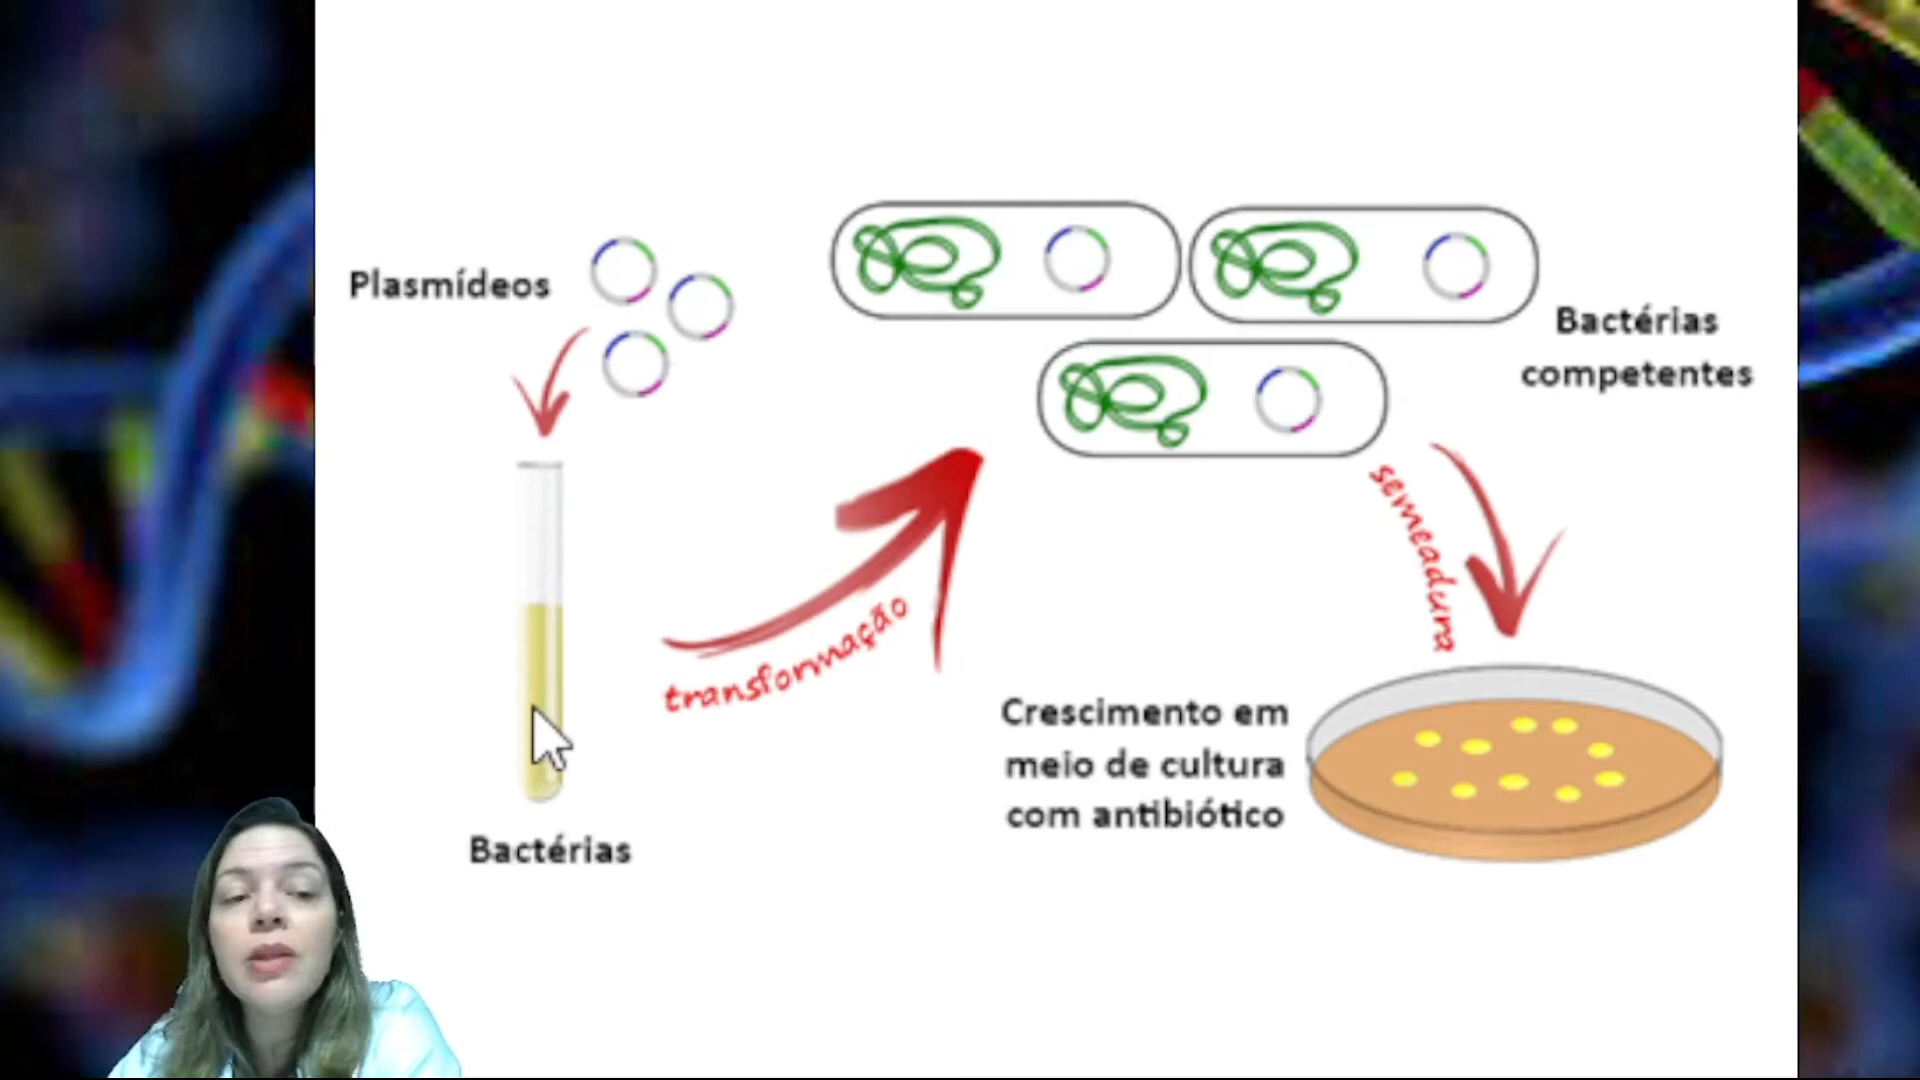 Plasmídeos
Bactérias
competentes
semeadura
transformação
Crescimento em
meio de cultura
com antibiótico
Bactérias